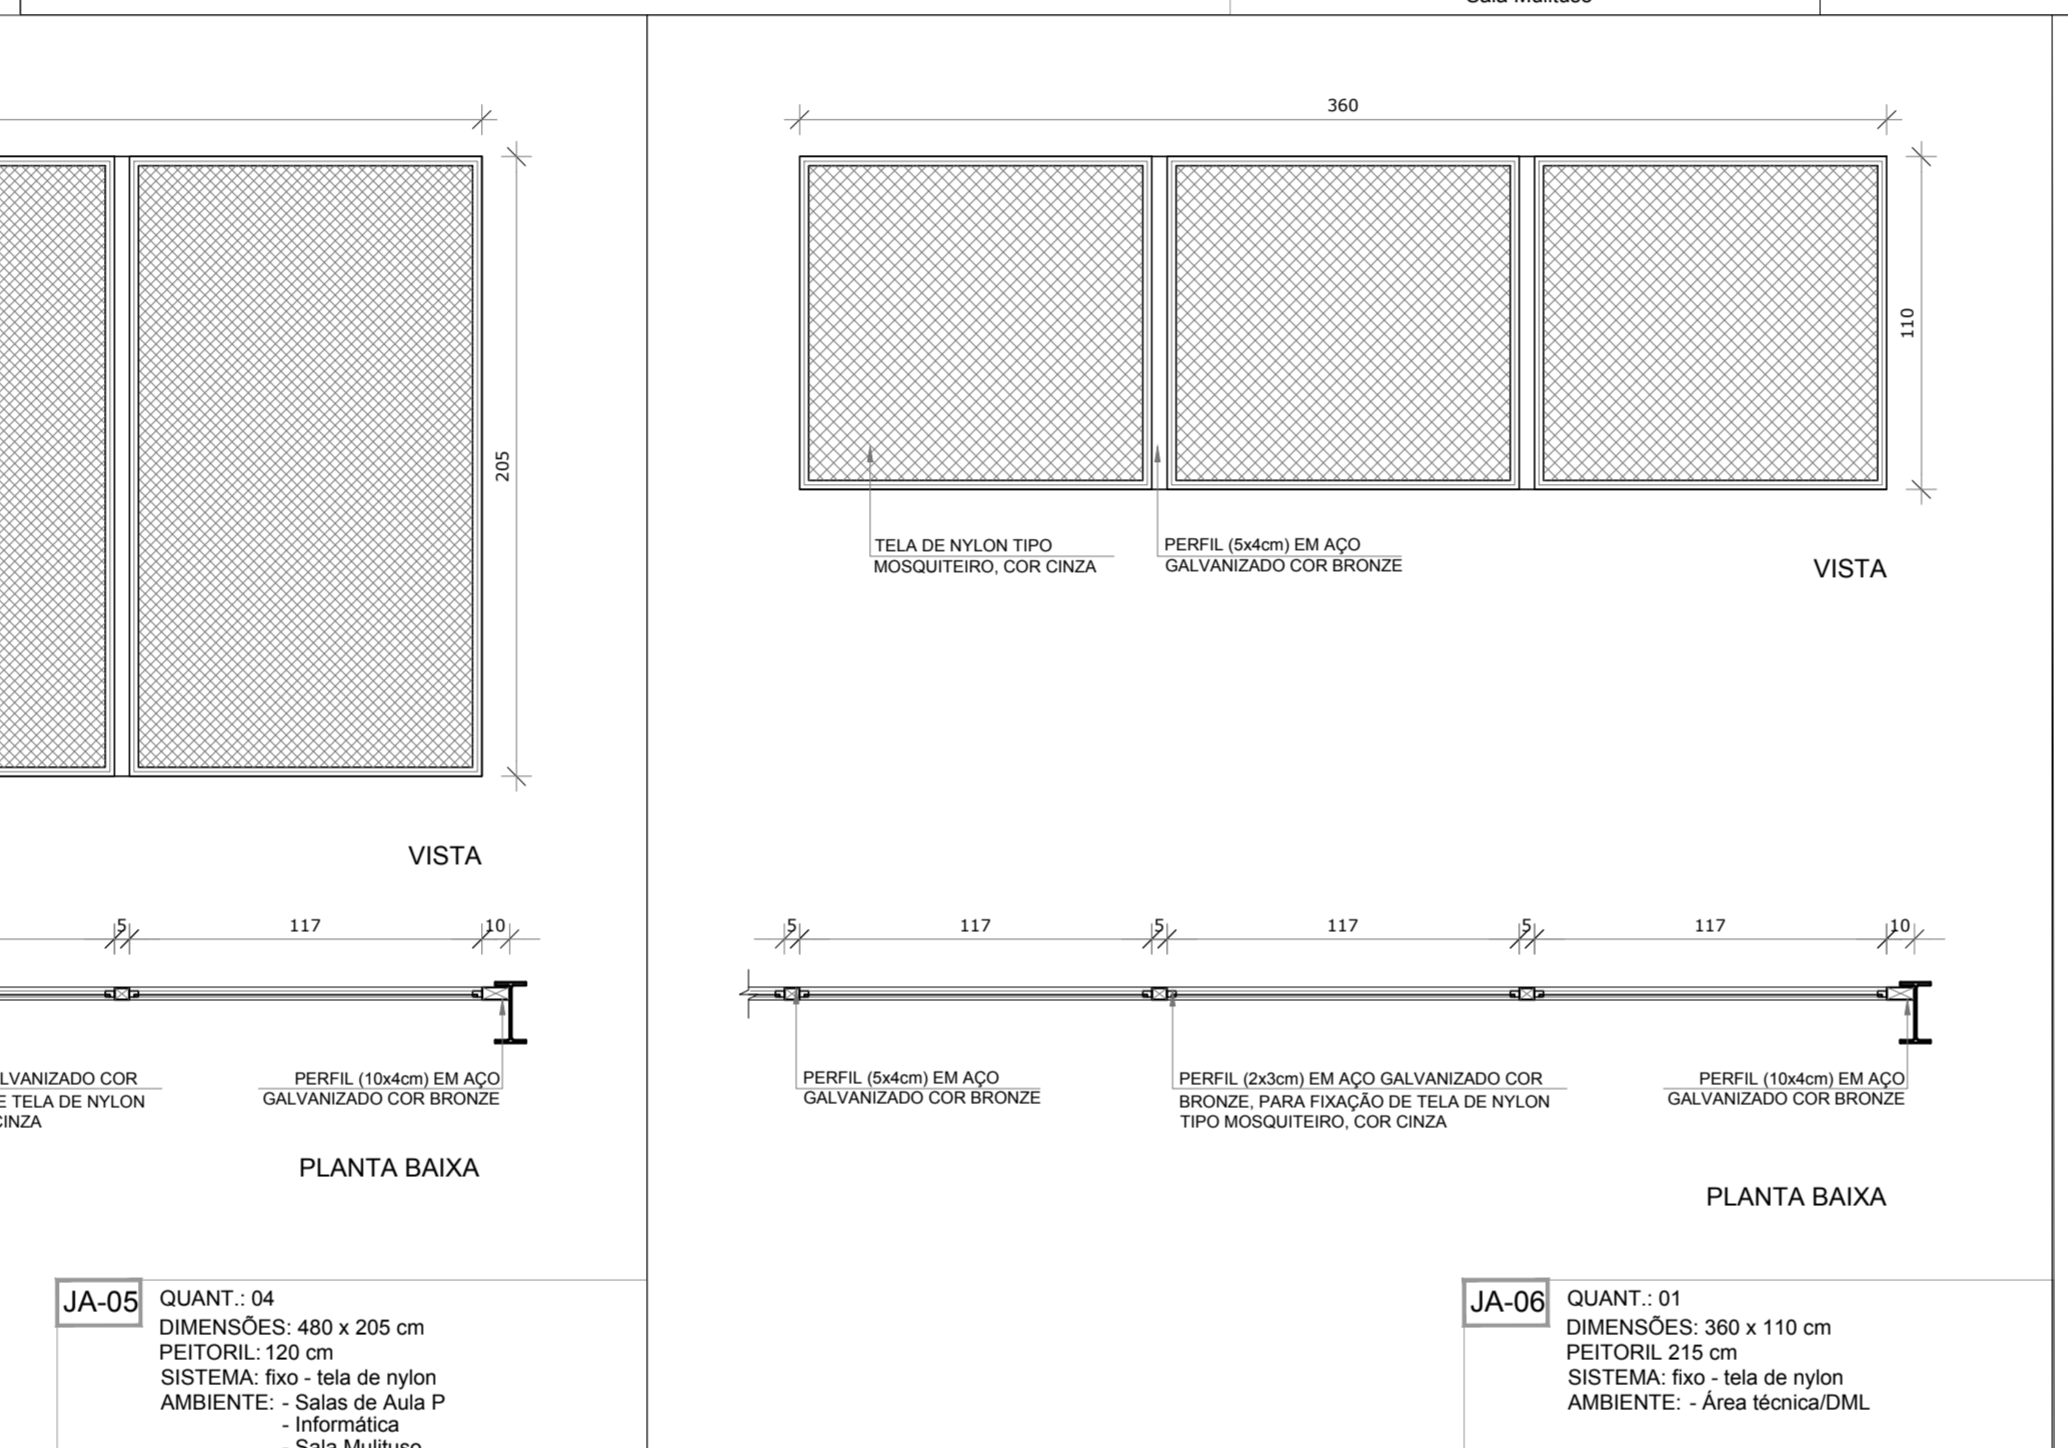 360
205
110
TELA DE NYLON TIPO
MOSQUITEIRO, COR CINZA
PERFIL (5x4cm) EM AÇO
GALVANIZADO COR BRONZE
VISTA
VISTA
5
117
10
5
117
5
117
5
117
10
LVANIZADO COR
E TELA DE NYLON
PERFIL (10x4cm) EM AÇO
GALVANIZADO COR BRONZE
PERFIL (5x4cm) EM AÇO
GALVANIZADO COR BRONZE
PERFIL (2x3cm) EM AÇO GALVANIZADO COR
BRONZE, PARA FIXAÇÃO DE TELA DE NYLON
TIPO MOSQUITEIRO, COR CINZA
PERFIL (10x4cm) EM AÇO
GALVANIZADO COR BRONZE
PLANTA BAIXA
PLANTA BAIXA
JA-05
QUANT.: 04
DIMENSÕES: 480 x 205 cm
PEITORIL: 120 cm
SISTEMA: fixo - tela de nylon
AMBIENTE: - Salas de Aula P
- Informática
- Sala Mulituso
JA-06
QUANT.: 01
DIMENSÕES: 360 x 110 cm
PEITORIL 215 cm
SISTEMA: fixo - tela de nylon
AMBIENTE: - Área técnica/DML